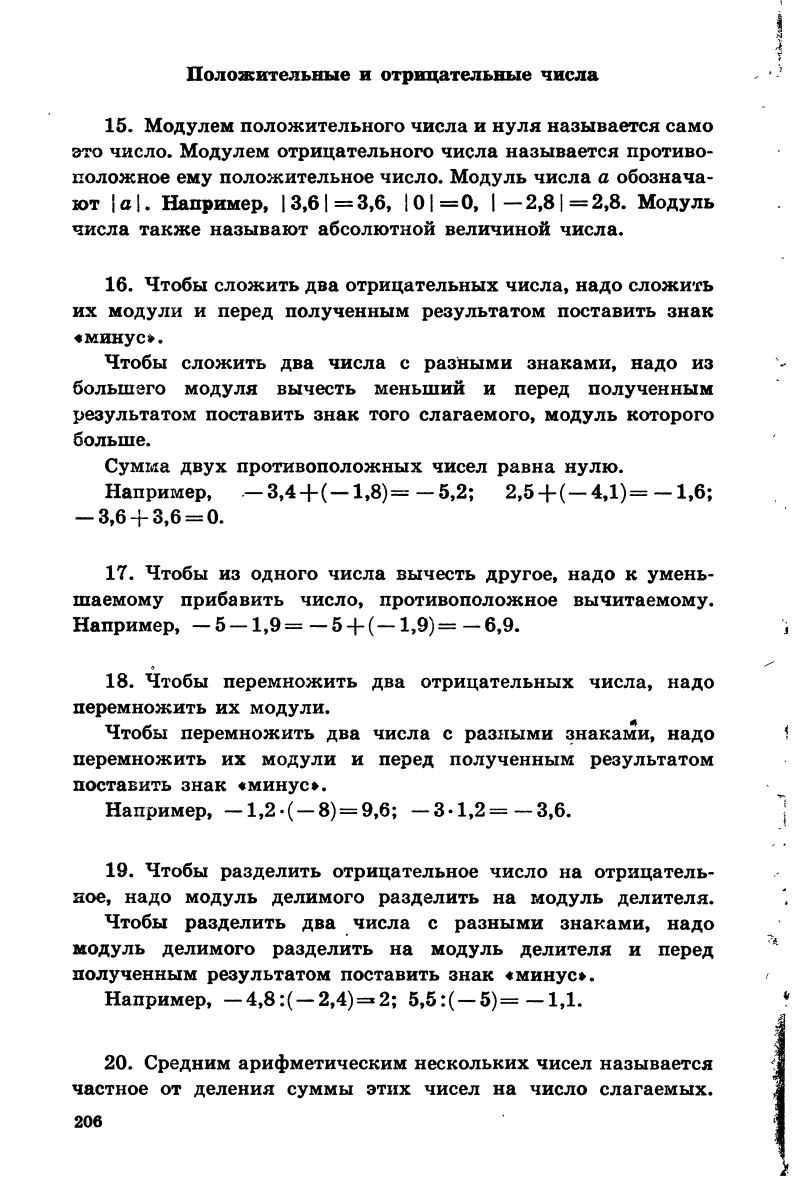 Положительные и отрицательные числа
15. Модулем положительного числа и нуля называется само
это число. Модулем отрицательного числа называется противо-
положное ему положительное число. Модуль числа a обознача-
ют |a|. Например, |3,6|=3,6, |0|=0, |—2,8|=2,8. Модуль
числа также называют абсолютной величиной числа.
16. Чтобы сложить два отрицательных числа, надо сложить
их модули и перед полученным результатом поставить знак
«минус».
Чтобы сложить два числа с разными знаками, надо из
большего модуля вычесть меньший и перед полученным
результатом поставить знак того слагаемого, модуль которого
больше.
Сумма двух противоположных чисел равна нулю.
Например, —3,4+(—1,8)= —5,2; 2,5+(—4,1)= —1,6;
—3,6+3,6=0.
17. Чтобы из одного числа вычесть другое, надо к умень-
шаемому прибавить число, противоположное вычитаемому.
Например, —5—1,9= —5+(—1,9)= —6,9.
18. Чтобы перемножить два отрицательных числа, надо
перемножить их модули.
Чтобы перемножить два числа с разными знаками, надо
перемножить их модули и перед полученным результатом
поставить знак «минус».
Например, —1,2·(—8)=9,6; —3·1,2= —3,6.
19. Чтобы разделить отрицательное число на отрицатель-
ное, надо модуль делимого разделить на модуль делителя.
Чтобы разделить два числа с разными знаками, надо
модуль делимого разделить на модуль делителя и перед
полученным результатом поставить знак «минус».
Например, —4,8:(—2,4)=2; 5,5:(—5)= —1,1.
20. Средним арифметическим нескольких чисел называется
частное от деления суммы этих чисел на число слагаемых.
206